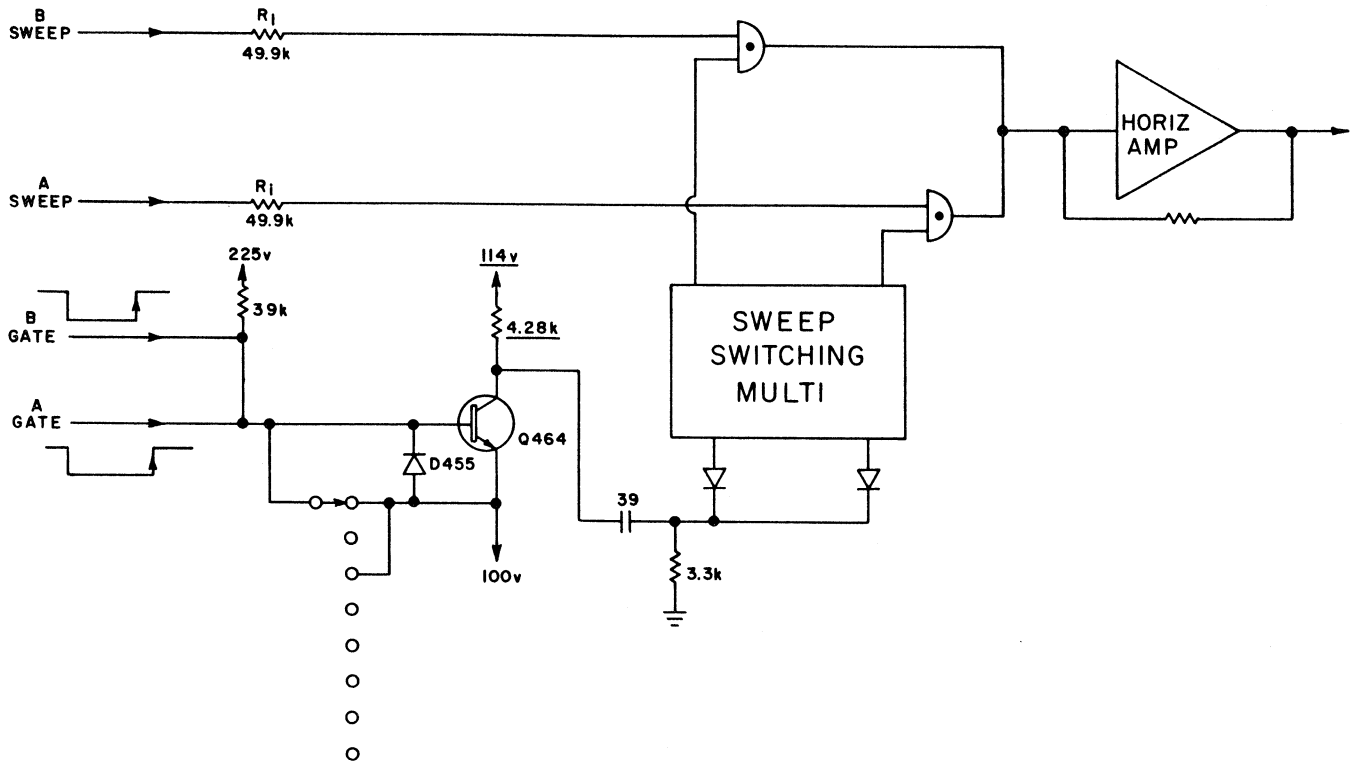 B
SWEEP
R1
49.9k
A
SWEEP
Ri
49.9k
HORIZ
AMP
225v
39k
B
GATE
A
GATE
114v
4.28k
Q464
D455
100v
SWEEP
SWITCHING
MULTI
39
3.3k